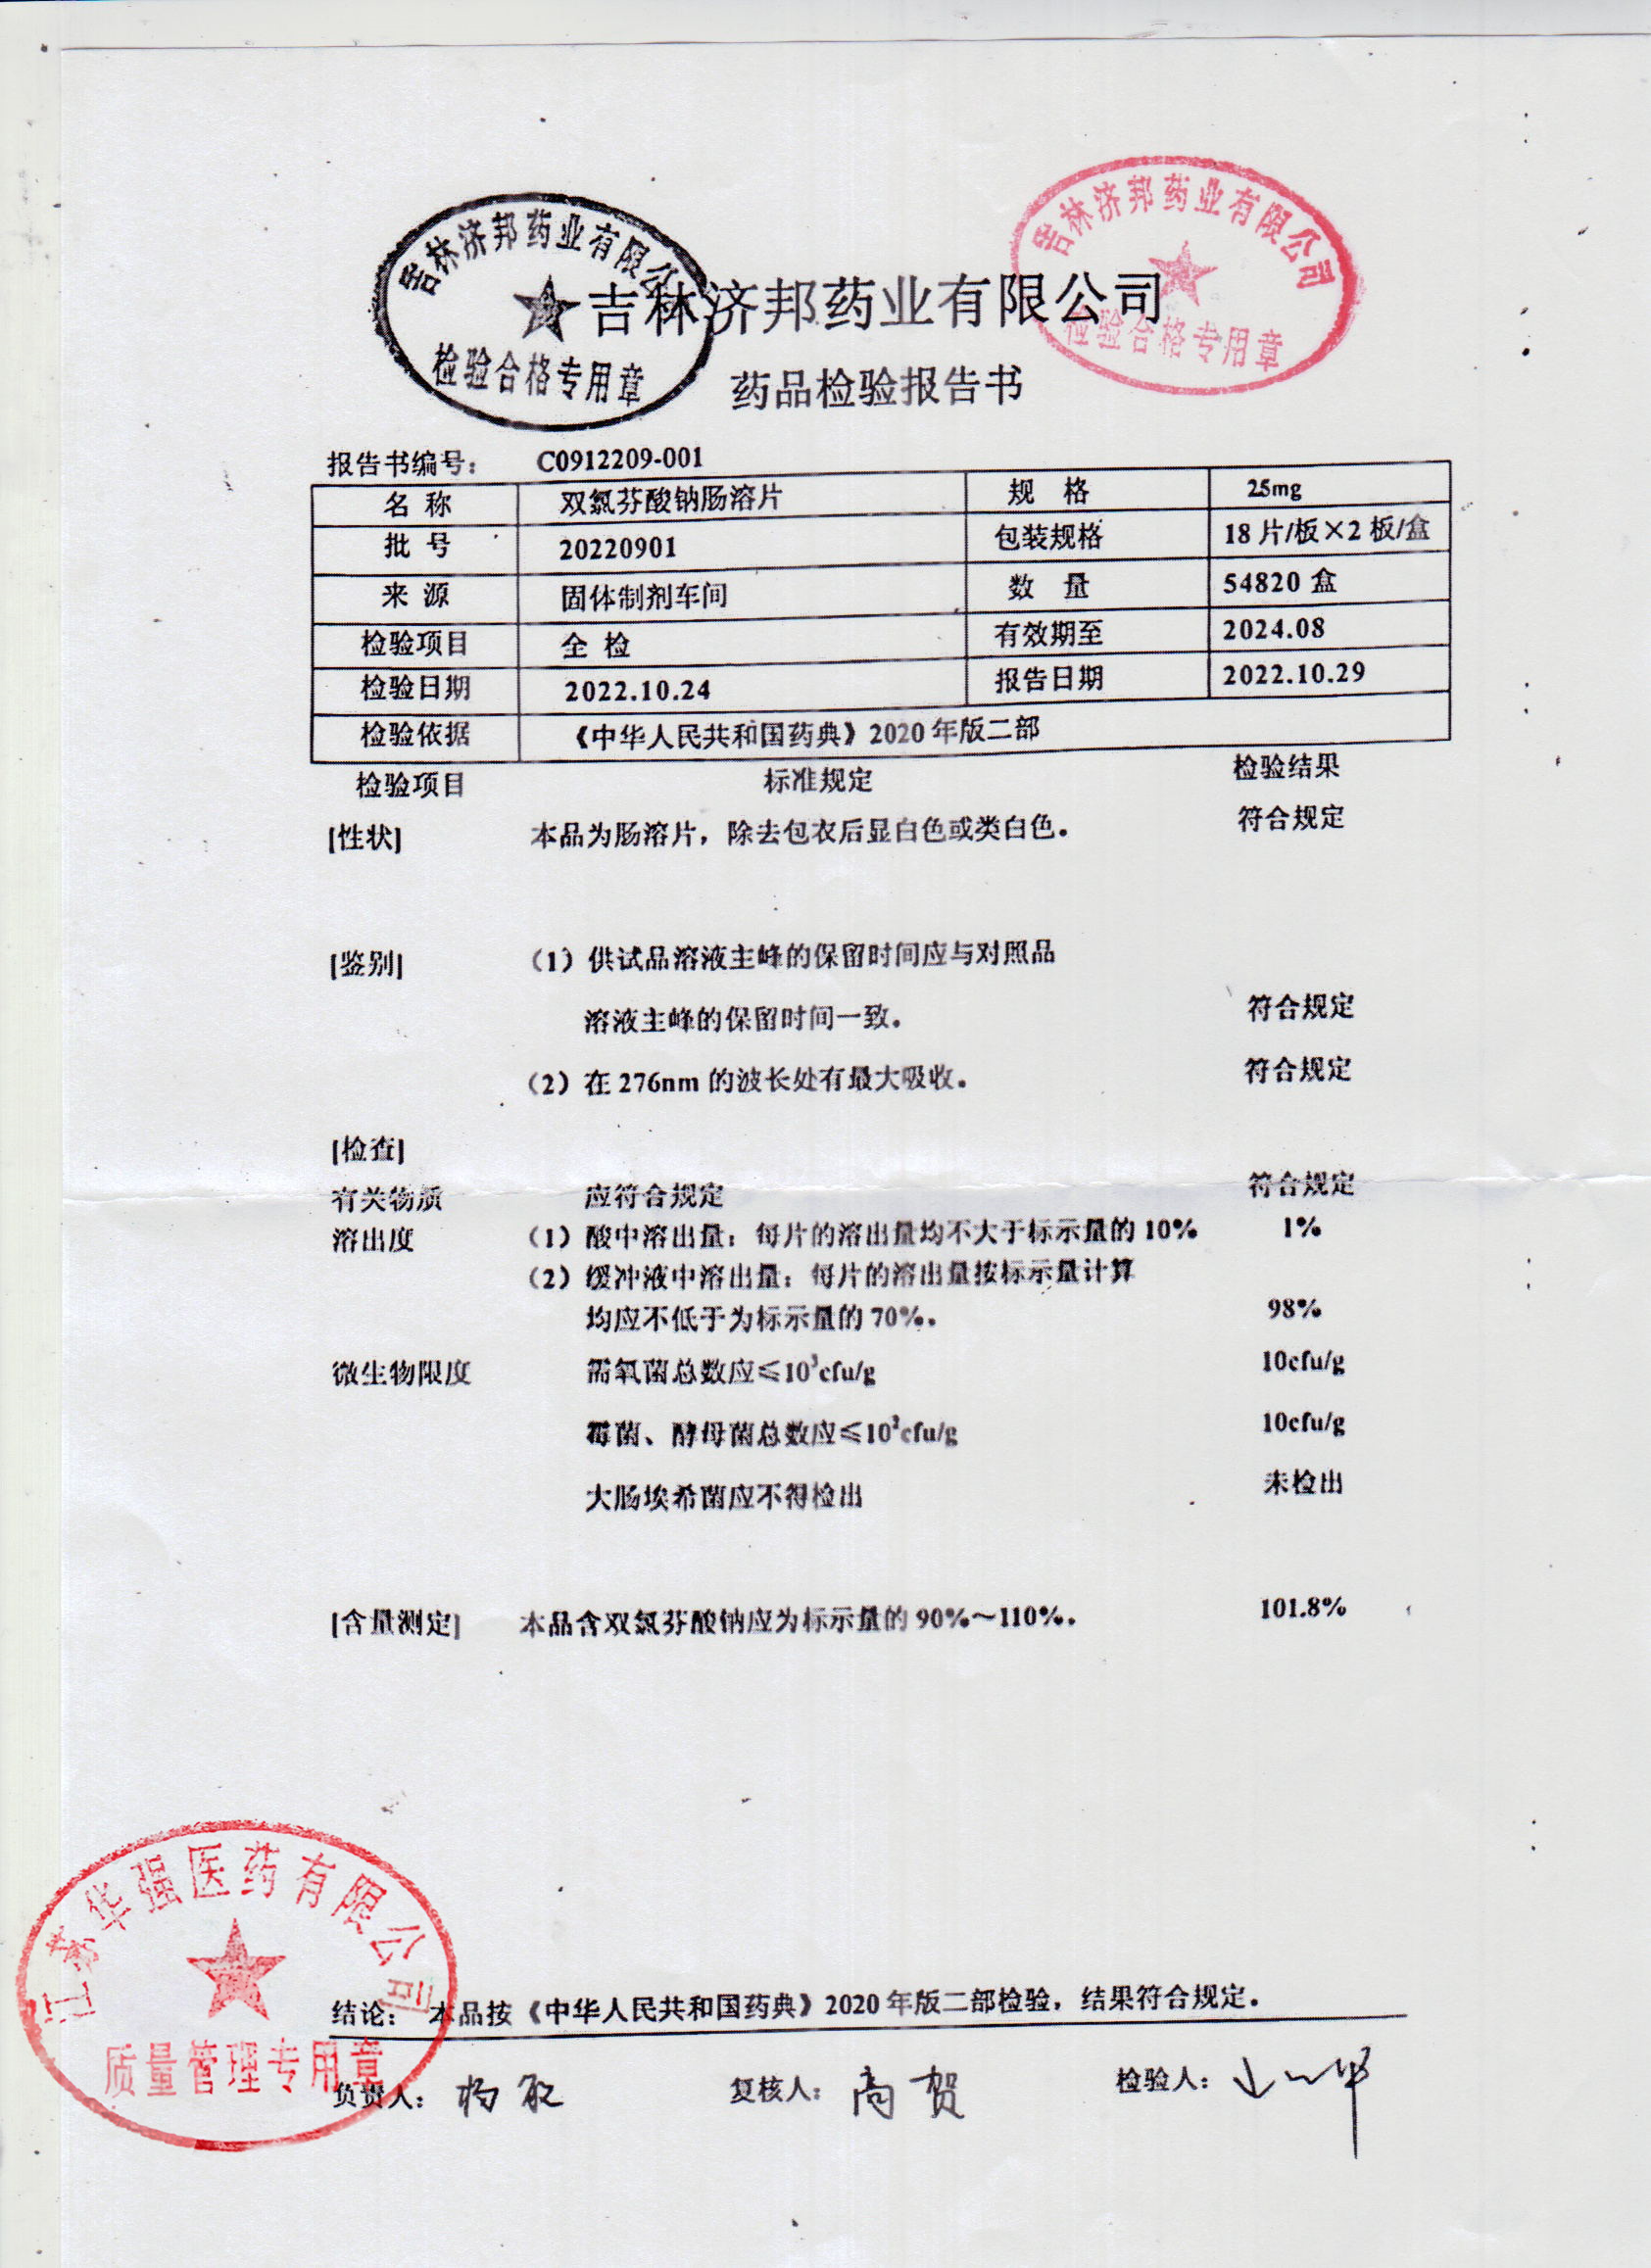 吉林济邦药业有限公司
检验合格专用章
吉林济邦药业有限公司
检验合格专用章
吉林济邦药业有限公司
药品检验报告书
报告书编号: C0912209-001
名 称 双氯芬酸钠肠溶片 规 格 25mg
批 号 20220901 包装规格 18片/板×2板/盒
来 源 固体制剂车间 数 量 54820 盒
检验项目 全 检 有效期至 2024.08
检验日期 2022.10.24 报告日期 2022.10.29
检验依据 《中华人民共和国药典》2020年版二部
检验项目 标准规定 检验结果
[性状] 本品为肠溶片，除去包衣后显白色或类白色。 符合规定
[鉴别] （1）供试品溶液主峰的保留时间应与对照品
溶液主峰的保留时间一致。 符合规定
（2）在 276nm 的波长处有最大吸收。 符合规定
[检查]
有关物质 应符合规定 符合规定
溶出度 （1）酸中溶出量：每片的溶出量均不大于标示量的 10% 1%
（2）缓冲液中溶出量：每片的溶出量按标示量计算
均应不低于为标示量的 70%。 98%
微生物限度 需氧菌总数应≤10³cfu/g 10cfu/g
霉菌、酵母菌总数应≤10²cfu/g 10cfu/g
大肠埃希菌应不得检出 未检出
[含量测定] 本品含双氯芬酸钠应为标示量的 90%～110%。 101.8%
江苏华强医药有限公司
质量管理专用章
结论: 本品按《中华人民共和国药典》2020年版二部检验，结果符合规定。
负责人: 复核人: 高贺 检验人: